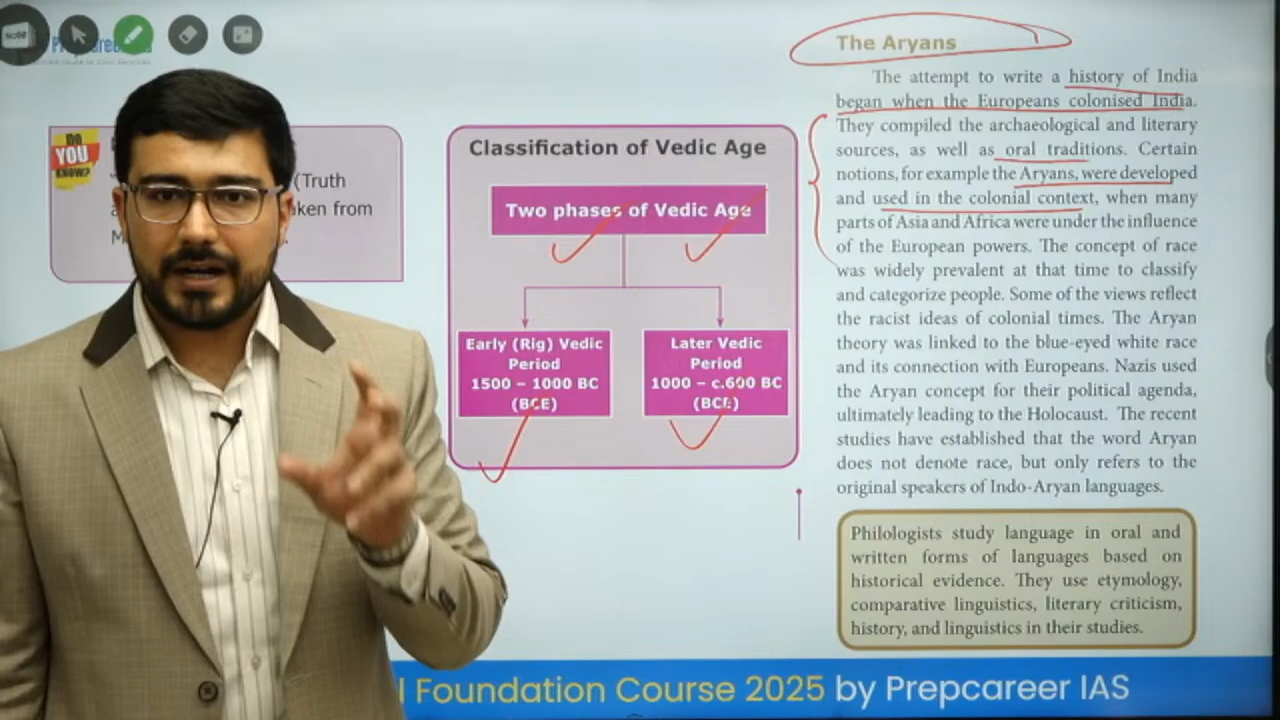 The Aryans
The attempt to write a history of India
began when the Europeans colonised India.
They compiled the archaeological and literary
sources, as well as oral traditions. Certain
notions, for example the Aryans, were developed
and used in the colonial context, when many
parts of Asia and Africa were under the influence
of the European powers. The concept of race
was widely prevalent at that time to classify
and categorize people. Some of the views reflect
the racist ideas of colonial times. The Aryan
theory was linked to the blue-eyed white race
and its connection with Europeans. Nazis used
the Aryan concept for their political agenda,
ultimately leading to the Holocaust. The recent
studies have established that the word Aryan
does not denote race, but only refers to the
original speakers of Indo-Aryan languages.
Philologists study language in oral and
written forms of languages based on
historical evidence. They use etymology,
comparative linguistics, literary criticism,
history, and linguistics in their studies.
Classification of Vedic Age
Two phases of Vedic Age
Early (Rig) Vedic
Period
1500 – 1000 BC
(BCE)
Later Vedic
Period
1000 – c.600 BC
(BCE)
DO
YOU
KNOW?
(Truth
aken from
Foundation Course 2025 by Prepcareer IAS